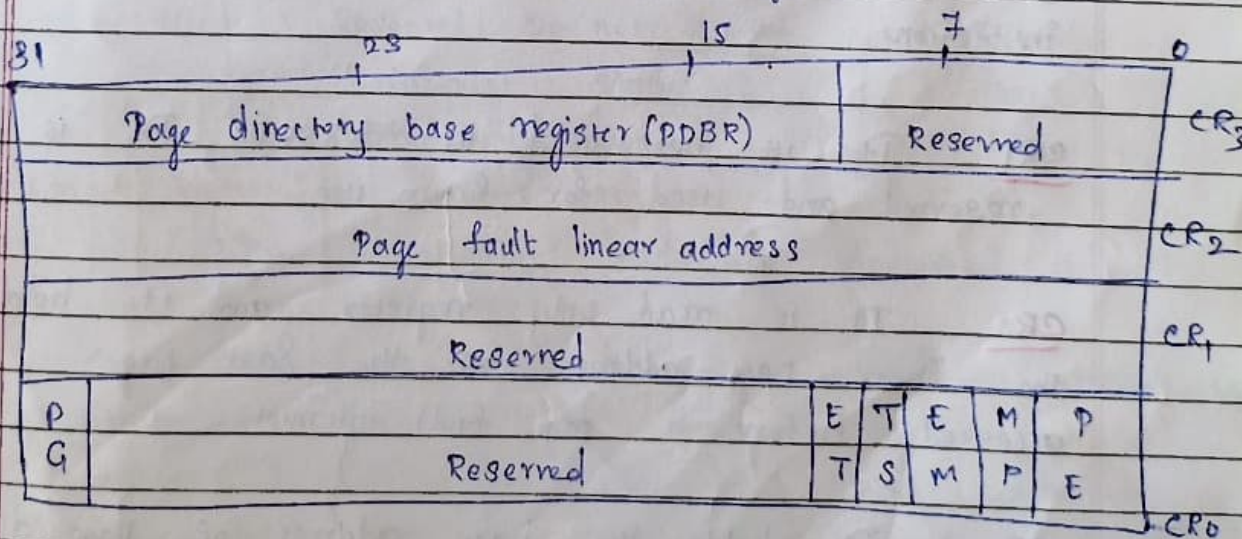 31 23 15 7 0
Page directory base register (PDBR) Reserved CR3
Page fault linear address CR2
Reserved CR1
P E T E M P
G Reserved T S M P E
CR0